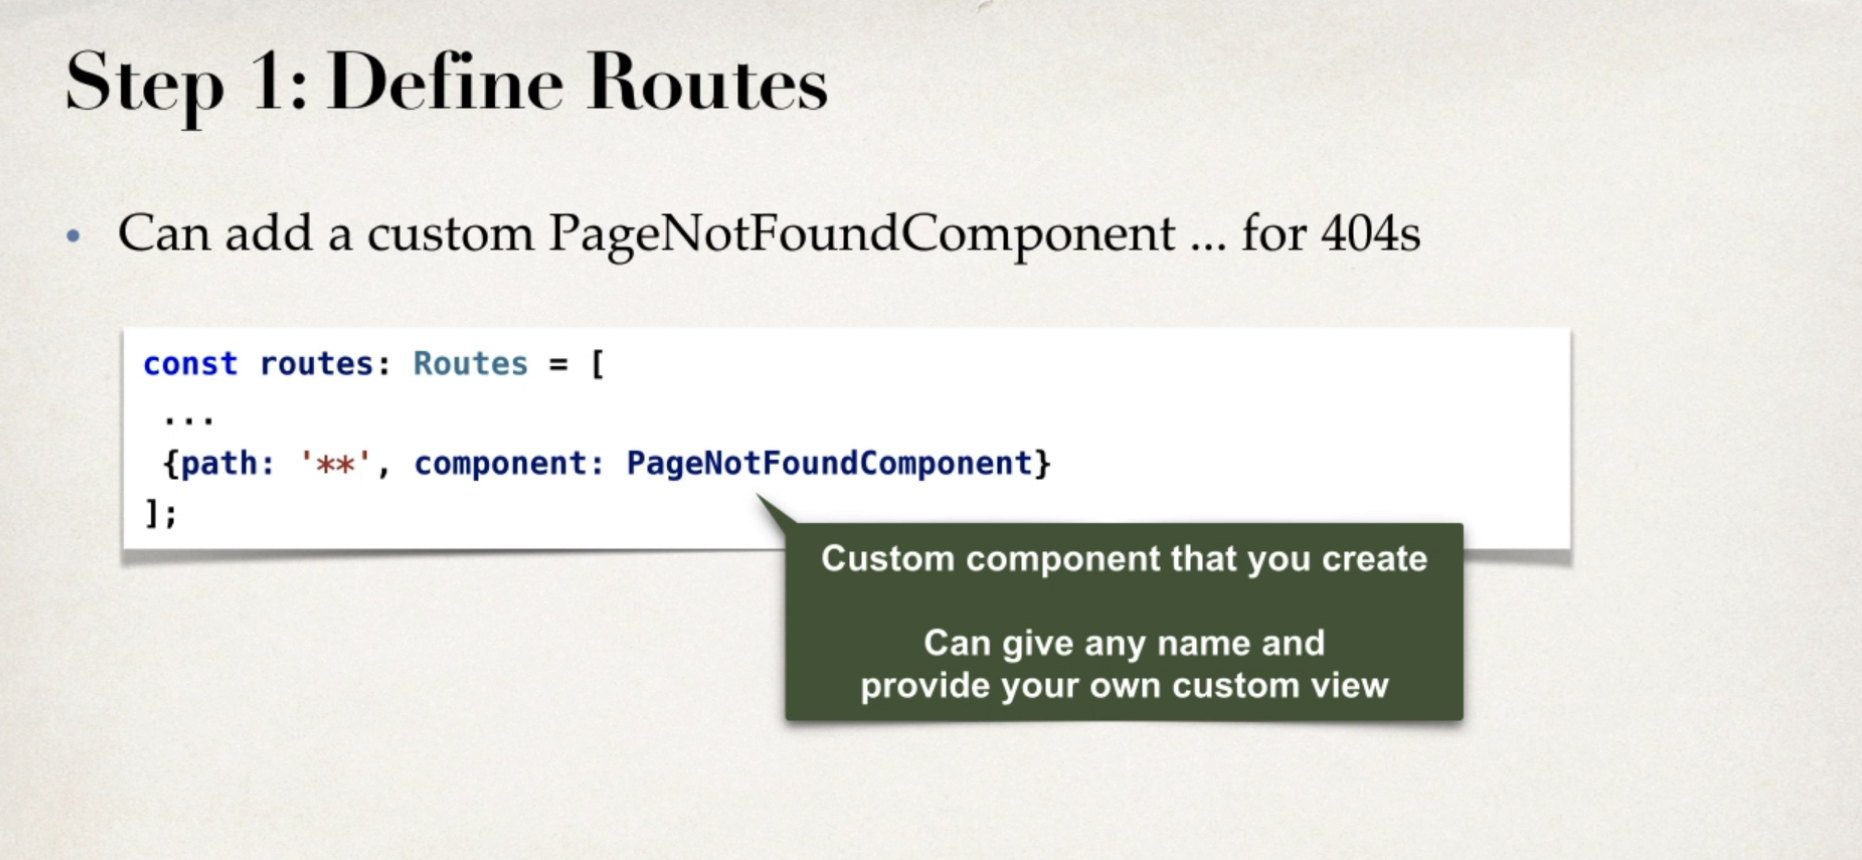 Step 1: Define Routes
• Can add a custom PageNotFoundComponent ... for 404s
const routes: Routes = [
...
{path: '**', component: PageNotFoundComponent}
];
Custom component that you create
Can give any name and
provide your own custom view